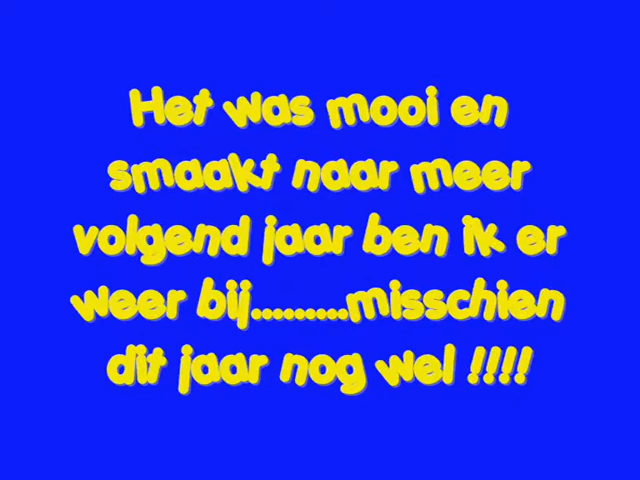 Het was mooi en
smaakt naar meer
volgend jaar ben ik er
weer bij.........misschien
dit jaar nog wel !!!!